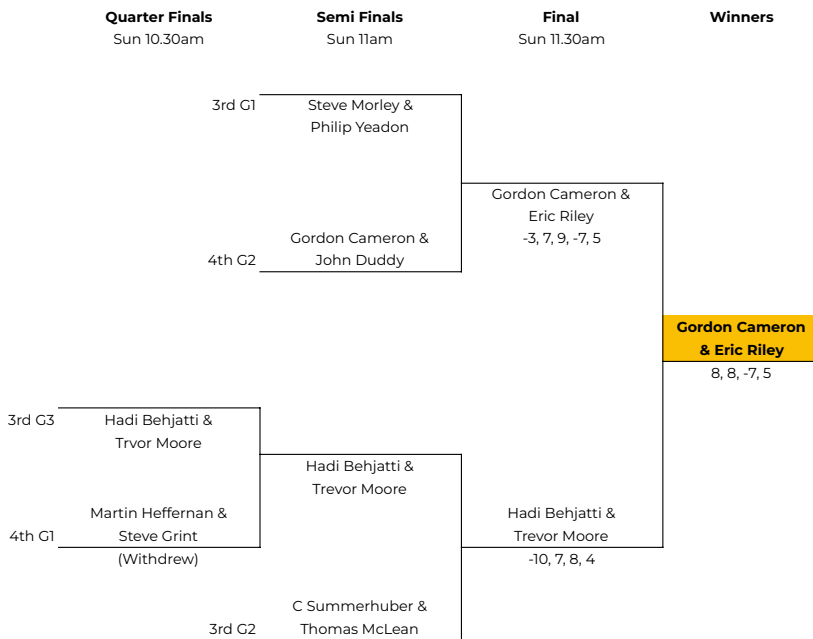 Quarter Finals
Sun 10.30am
Semi Finals
Sun 11am
Final
Sun 11.30am
Winners
3rd G1
Steve Morley &
Philip Yeadon
Gordon Cameron &
Eric Riley
-3, 7, 9, -7, 5
4th G2
Gordon Cameron &
John Duddy
Gordon Cameron
& Eric Riley
8, 8, -7, 5
3rd G3
Hadi Behjatti &
Trvor Moore
Hadi Behjatti &
Trevor Moore
4th G1
Martin Heffernan &
Steve Grint
(Withdrew)
Hadi Behjatti &
Trevor Moore
-10, 7, 8, 4
3rd G2
C Summerhuber &
Thomas McLean